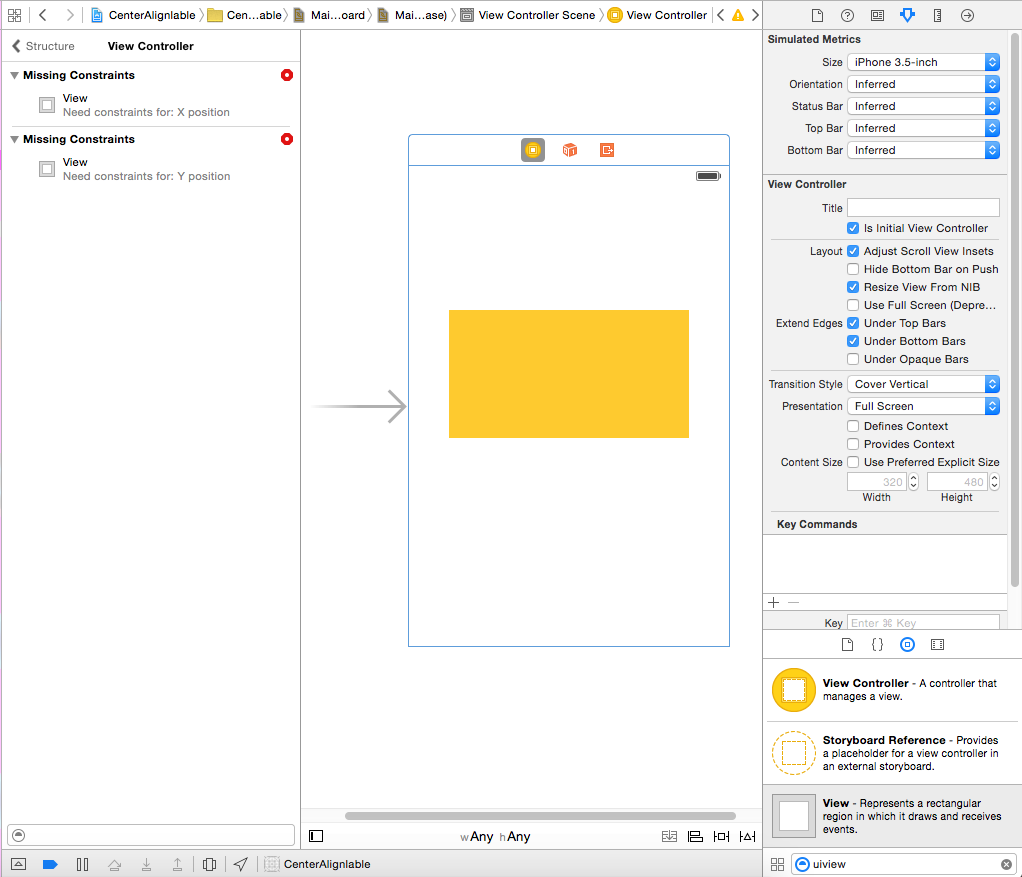 CenterAlignlable
Cen...able
Mai...oard
Mai...ase)
View Controller Scene
View Controller
Structure
View Controller
Missing Constraints
View
Need constraints for: X position
Missing Constraints
View
Need constraints for: Y position
wAny hAny
CenterAlignlable
Simulated Metrics
Size iPhone 3.5-inch
Orientation Inferred
Status Bar Inferred
Top Bar Inferred
Bottom Bar Inferred
View Controller
Title
Is Initial View Controller
Layout Adjust Scroll View Insets
Hide Bottom Bar on Push
Resize View From NIB
Use Full Screen (Depre...
Extend Edges Under Top Bars
Under Bottom Bars
Under Opaque Bars
Transition Style Cover Vertical
Presentation Full Screen
Defines Context
Provides Context
Content Size Use Preferred Explicit Size
320 480
Width Height
Key Commands
Key Enter ⌘ Key
View Controller - A controller that
manages a view.
Storyboard Reference - Provides
a placeholder for a view controller in
an external storyboard.
View - Represents a rectangular
region in which it draws and receives
events.
uiview